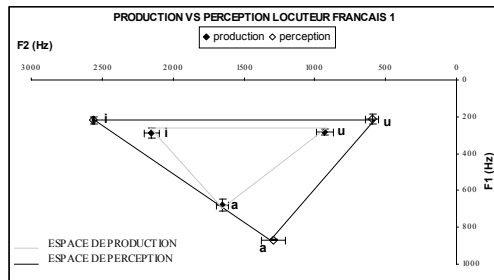 PRODUCTION VS PERCEPTION LOCUTEUR FRANCAIS 1
F2 (Hz)
production perception
3000 2500 2000 1500 1000 500 0
0
200
400
600
800
1000
F1 (Hz)
i u
i u
a
a
ESPACE DE PRODUCTION
ESPACE DE PERCEPTION